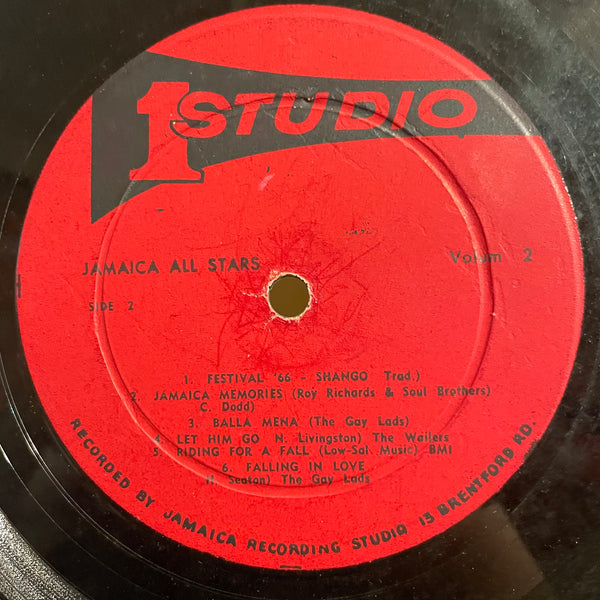 1 STUDIO
JAMAICA ALL STARS Volum 2
SIDE 2
1. FESTIVAL '66 - SHANGO Trad.)
2. JAMAICA MEMORIES (Roy Richards & Soul Brothers)
C. Dodd)
3. BALLA MENA (The Gay Lads)
4. LET HIM GO N. Livingston) The Wailers
5. RIDING FOR A FALL (Low-Sal Music) BMI
6. FALLING IN LOVE
H. Seaton) The Gay Lads
RECORDED BY JAMAICA RECORDING STUDIO 13 BRENTFORD RD.